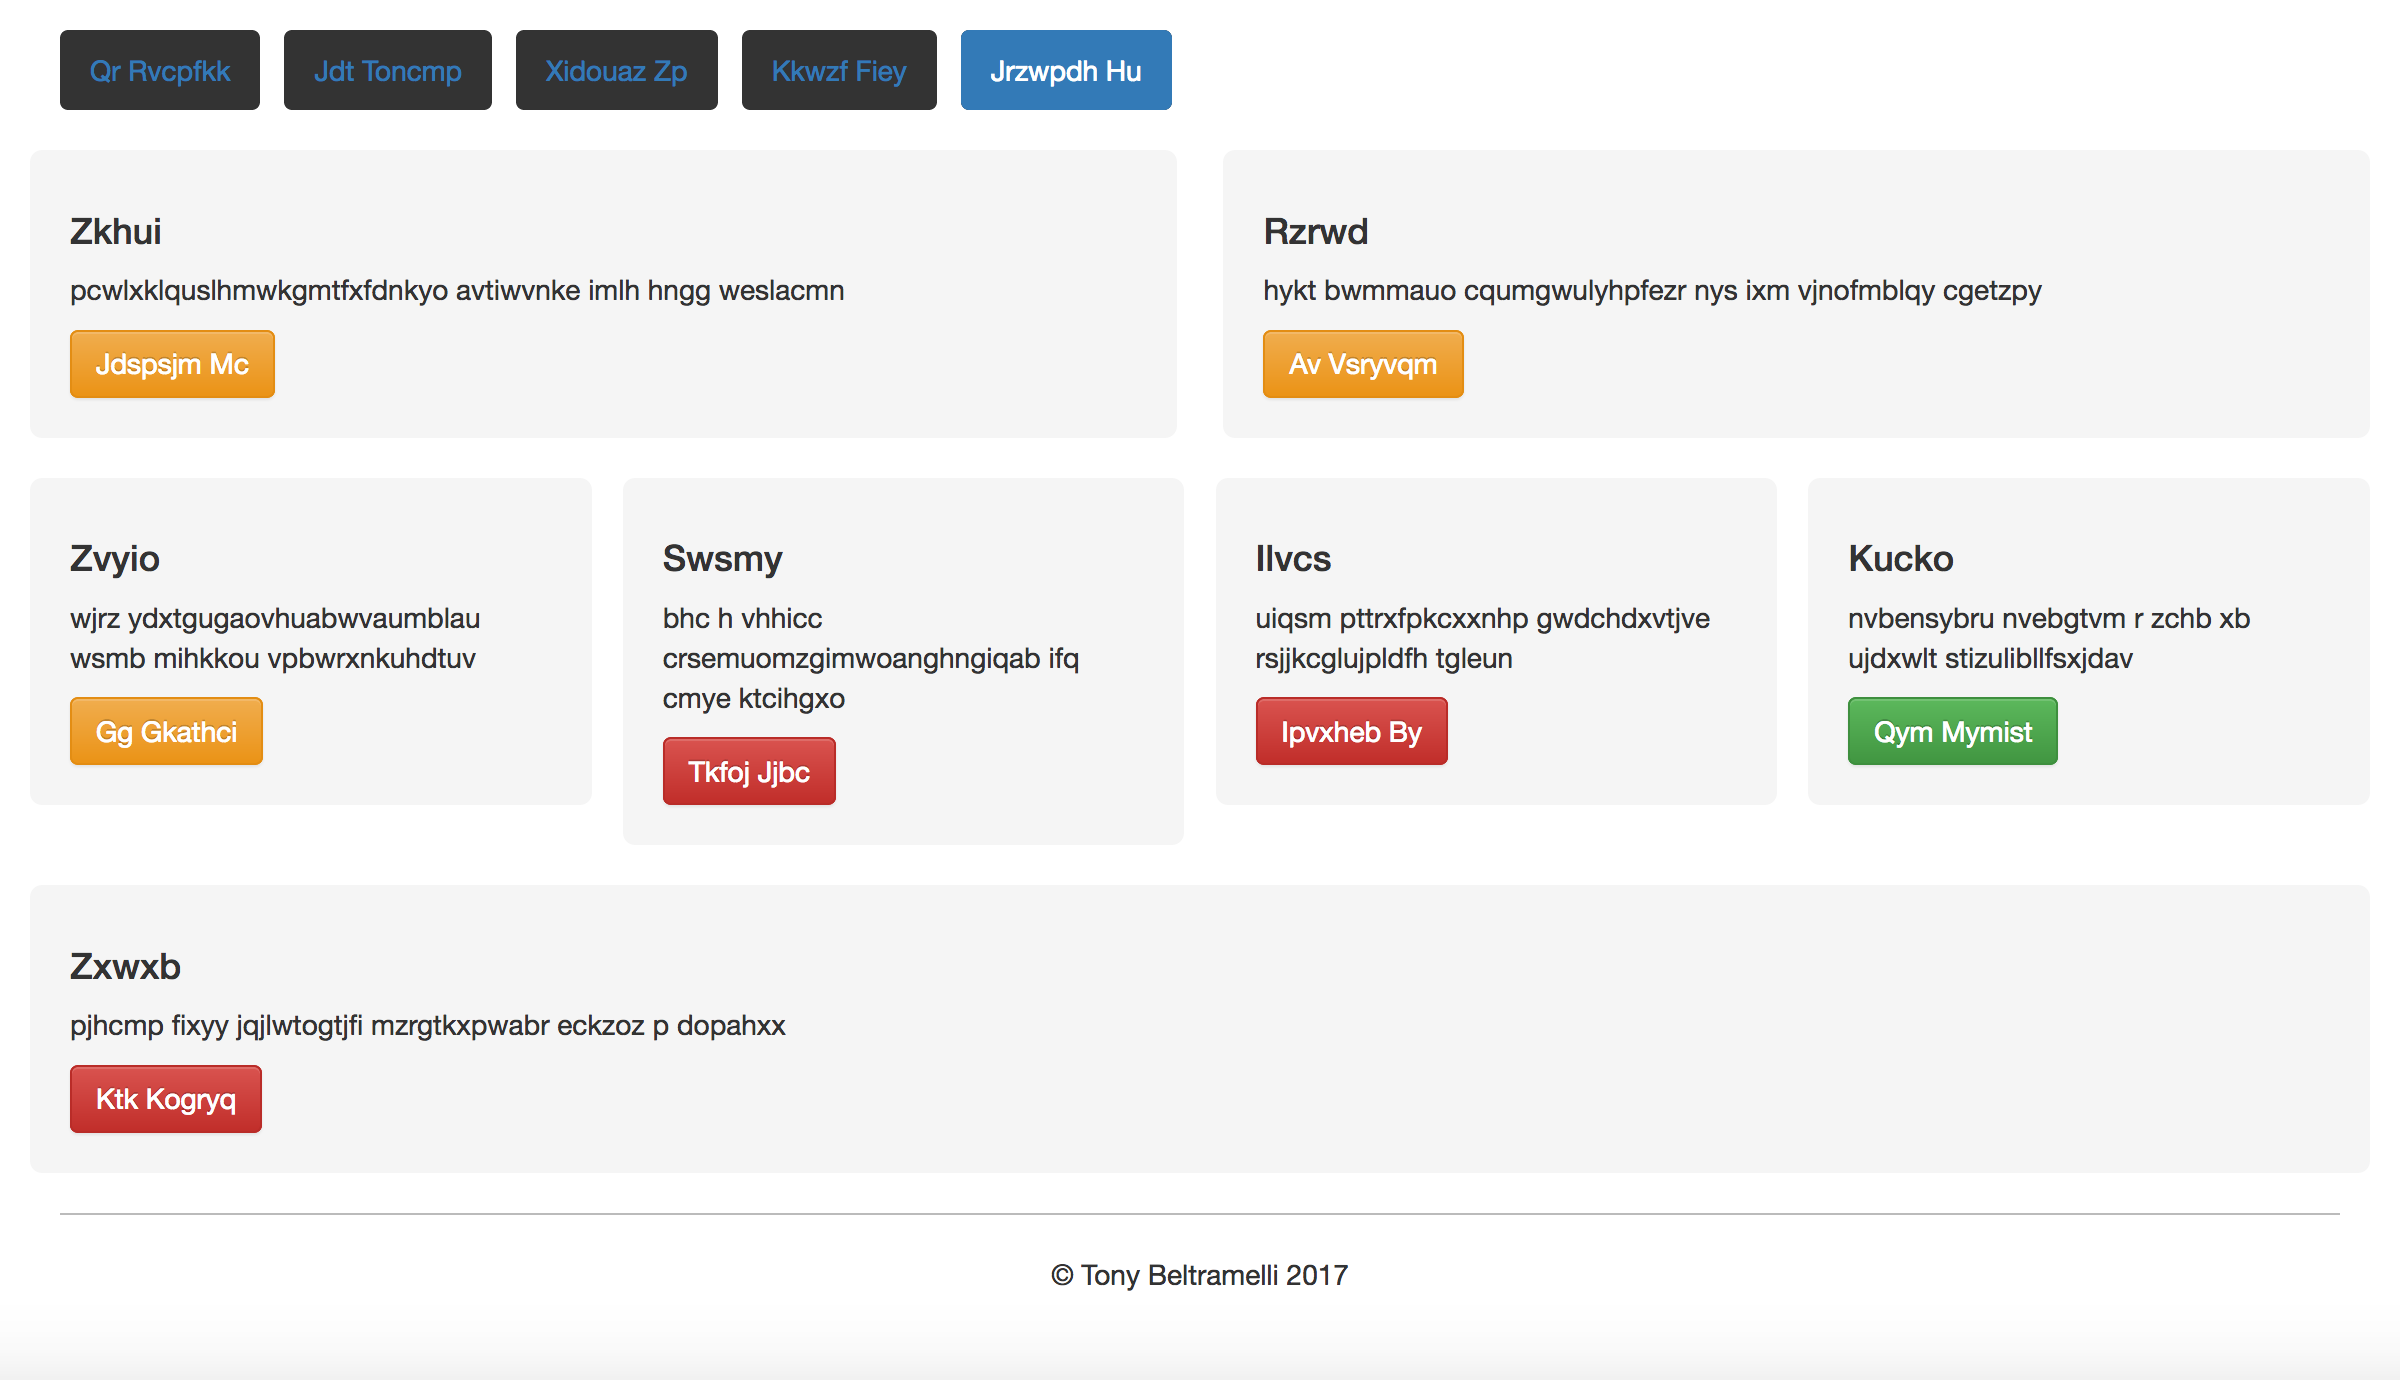 Qr Rvcpfkk
Jdt Toncmp
Xidouaz Zp
Kkwzf Fiey
Jrzwpdh Hu
Zkhui
pcwlxklquslhmwkgmtfxfdnkyo avtiwvnke imlh hngg weslacmn
Jdspsjm Mc
Rzrwd
hykt bwmmauo cqumgwulyhpfezr nys ixm vjnofmblqy cgetzpy
Av Vsryvqm
Zvyio
wjrz ydxtgugaovhuabwvaumblau
wsmb mihkkou vpbwrxnkuhdtuv
Gg Gkathci
Swsmy
bhc h vhhicc
crsemuomzgimwoanghngiqab ifq
cmye ktcihgxo
Tkfoj Jjbc
Ilvcs
uiqsm pttrxfpkcxxnhp gwdchdxvtjve
rsjjkcglujpldfh tgleun
Ipvxheb By
Kucko
nvbensybru nvebgtvm r zchb xb
ujdxwlt stizulibllfsxjdav
Qym Mymist
Zxwxb
pjhcmp fixyy jqjlwtogtjfi mzrgtkxpwabr eckzoz p dopahxx
Ktk Kogryq
© Tony Beltramelli 2017